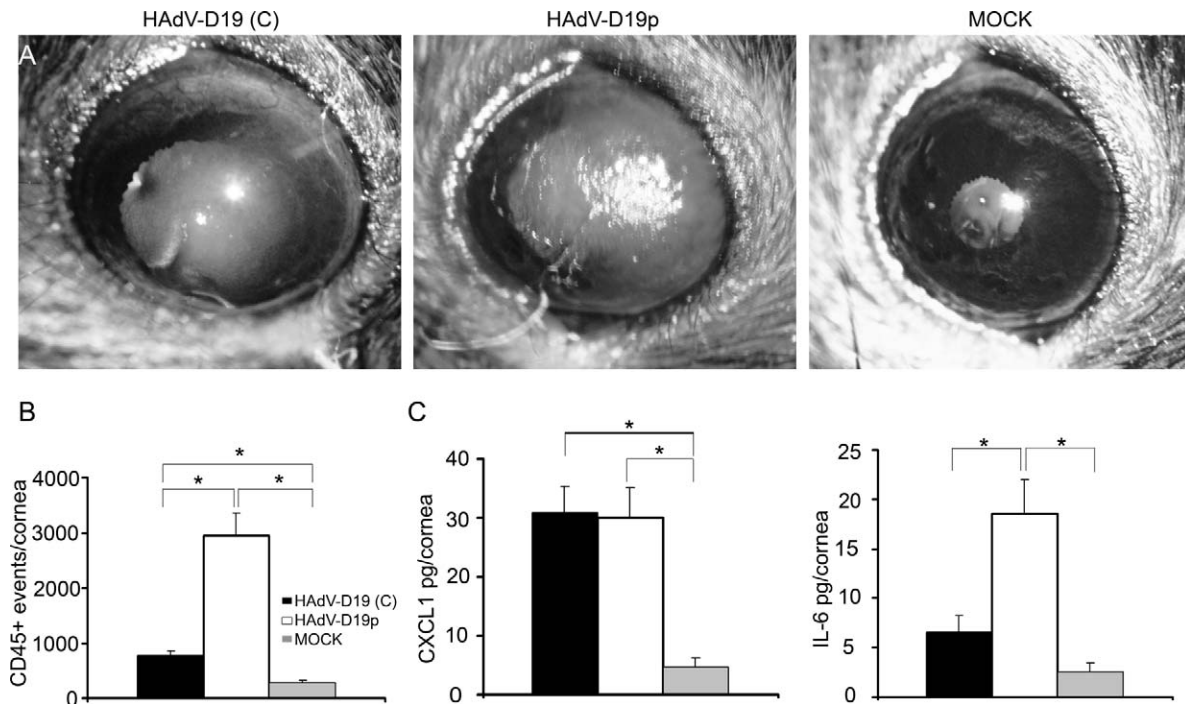 HAdV-D19 (C) HAdV-D19p MOCK
A
B
CD45+ events/cornea
4000
3000
2000
1000
0
* * *
HAdV-D19 (C)
HAdV-D19p
MOCK
C
CXCL1 pg/cornea
40
30
20
10
0
* *
IL-6 pg/cornea
25
20
15
10
5
0
* *